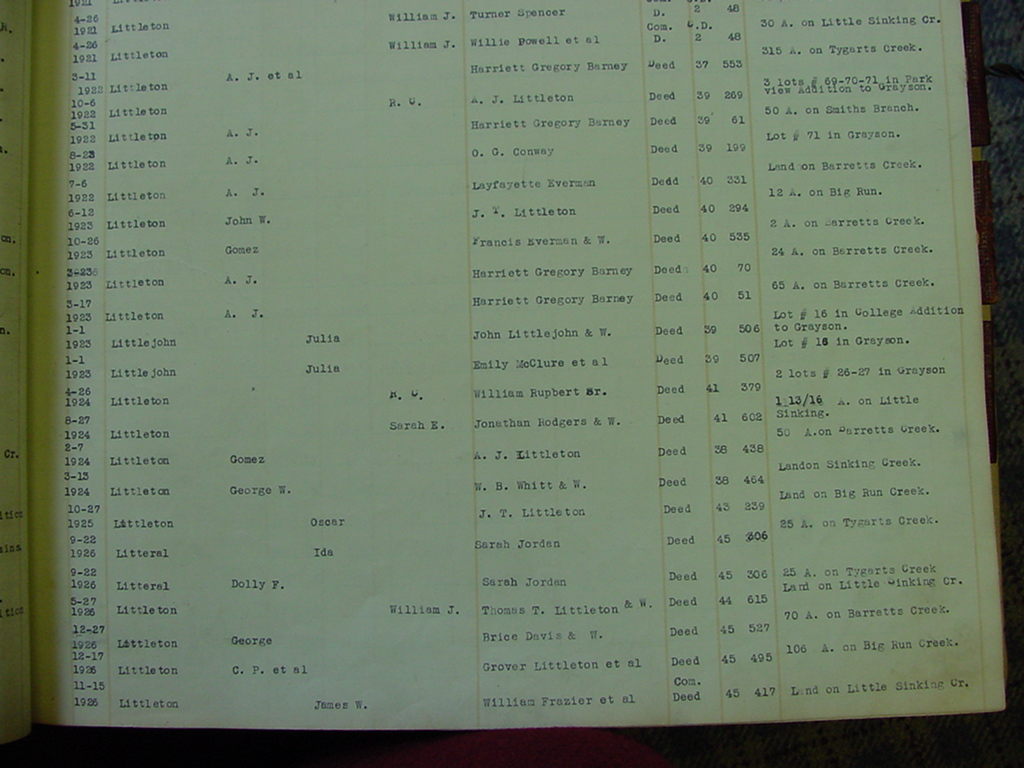 1921
4-26 William J. Turner Spencer D. 2 48
1921 Littleton Com. C.D. 30 A. on Little Sinking Cr.
4-26 William J. Willie Powell et al D. 2 48
1921 Littleton 315 A. on Tygarts Creek.
3-11 A. J. et al Harriett Gregory Barney Deed 37 553
1922 Littleton 3 lots # 69-70-71 in Park
view Addition to Grayson.
10-6 R. C. A. J. Littleton Deed 39 269
1922 Littleton 50 A. on Smiths Branch.
5-31 A. J. Harriett Gregory Barney Deed 39 61
1922 Littleton Lot # 71 in Grayson.
8-23 A. J. O. G. Conway Deed 39 199
1922 Littleton Land on Barretts Creek.
7-6 A. J. Layfayette Everman Dedd 40 331
1922 Littleton 12 A. on Big Run.
6-12 John W. J. T. Littleton Deed 40 294
1923 Littleton 2 A. on Barretts Creek.
10-26 Gomez Francis Everman & W. Deed 40 535
1923 Littleton 24 A. on Barretts Creek.
A. J. Harriett Gregory Barney Deed 40 70
1923 Littleton 65 A. on Barretts Creek.
3-17 A. J. Harriett Gregory Barney Deed 40 51
1923 Littleton Lot # 16 in College Addition
to Grayson.
1-1 Julia John Littlejohn & W. Deed 39 506
1923 Littlejohn Lot # 16 in Grayson.
1-1 Julia Emily McClure et al Deed 39 507
1923 Littlejohn 2 lots # 26-27 in Grayson
4-26 R. C. William Rupbert Sr. Deed 41 379
1924 Littleton 1 13/16 A. on Little
Sinking.
8-27 Sarah E. Jonathan Rodgers & W. Deed 41 602
1924 Littleton 50 A.on Barretts Creek.
2-7 A. J. Littleton Deed 38 438
1924 Littleton Gomez Landon Sinking Creek.
3-13 W. B. Whitt & W. Deed 38 464
1924 Littleton George W. Land on Big Run Creek.
10-27 J. T. Littleton Deed 43 239
1925 Littleton Oscar 25 A. on Tygarts Creek.
9-22 Sarah Jordan Deed 45 306
1926 Litteral Ida
9-22 Sarah Jordan Deed 45 306 25 A. on Tygarts Creek
1926 Litteral Dolly F. Land on Little Sinking Cr.
5-27 William J. Thomas T. Littleton & W. Deed 44 615
1926 Littleton 70 A. on Barretts Creek.
12-27 Brice Davis & W. Deed 45 527
1926 Littleton George 106 A. on Big Run Creek.
12-17 Grover Littleton et al Deed 45 495
1926 Littleton C. P. et al
11-15 Com.
1926 Littleton James W. William Frazier et al Deed 45 417 Land on Little Sinking Cr.
Cr.